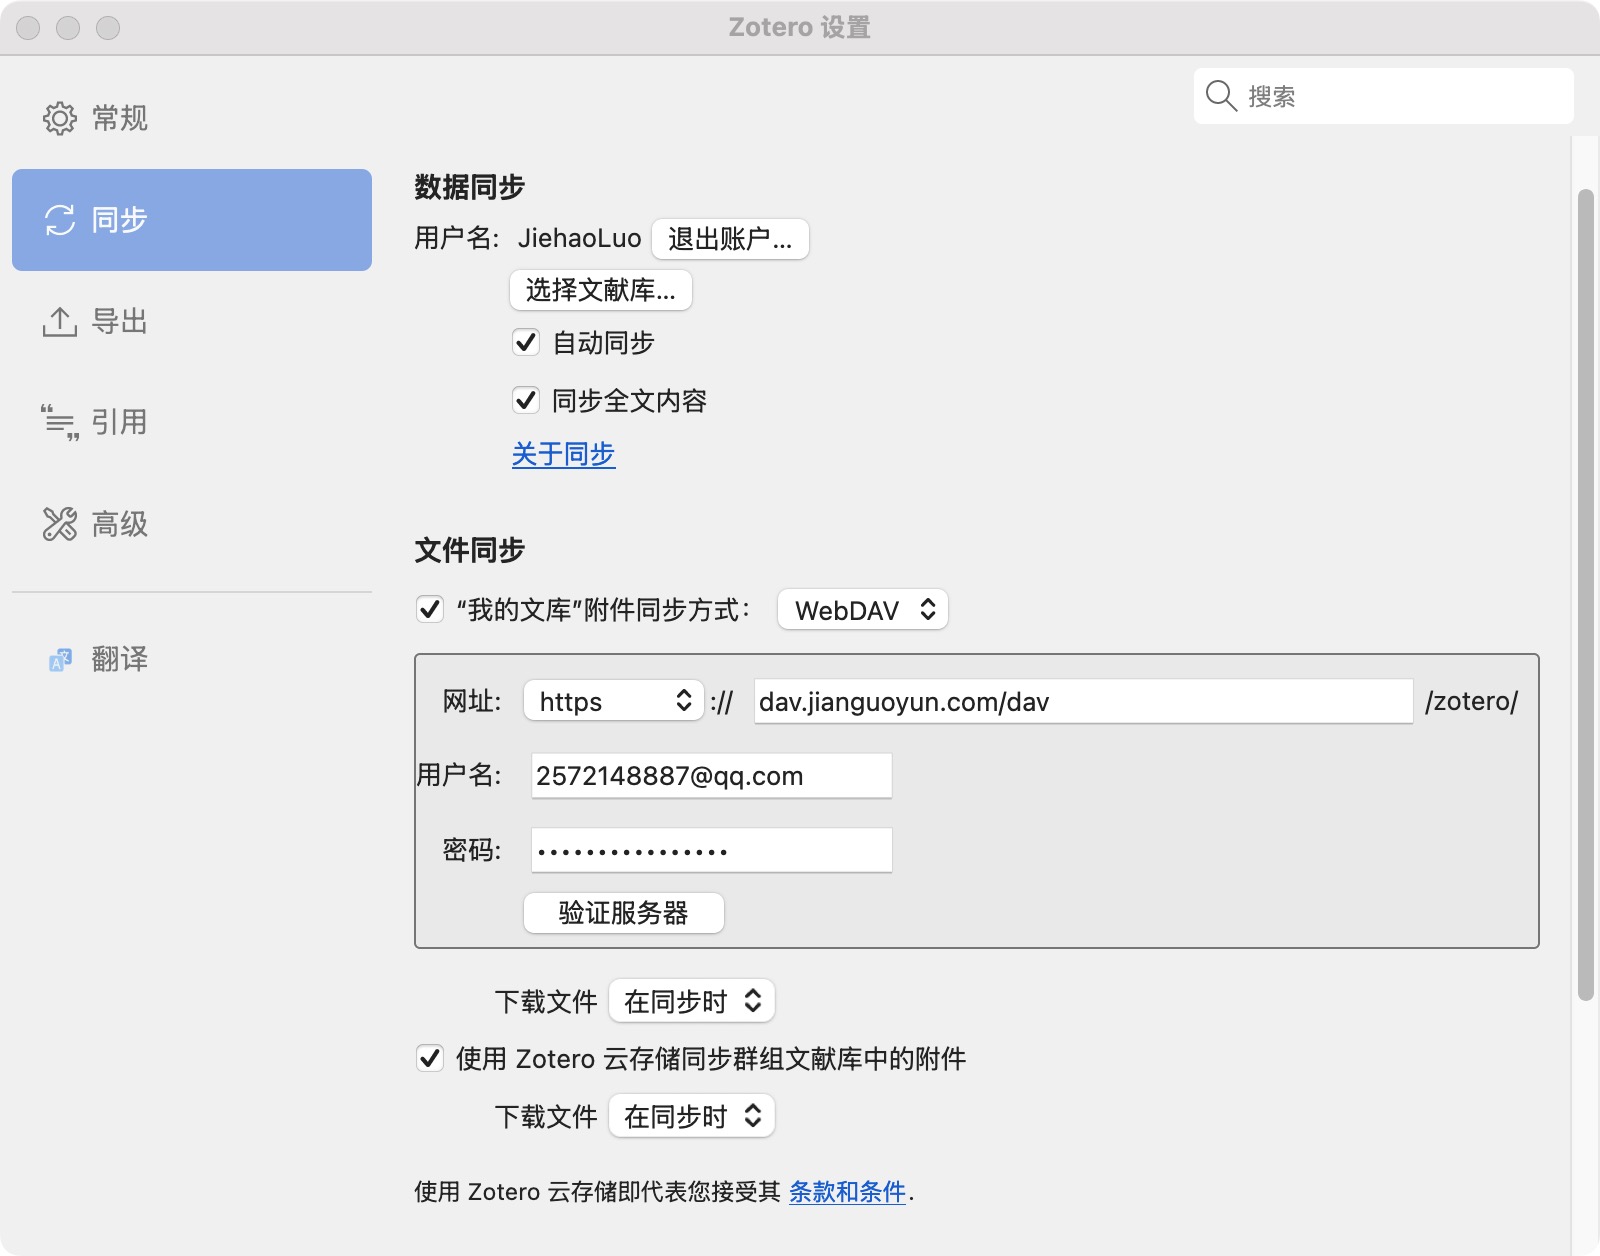 Zotero 设置
搜索
常规
同步
导出
引用
高级
翻译
数据同步
用户名: JiehaoLuo 退出账户...
选择文献库...
自动同步
同步全文内容
关于同步
文件同步
“我的文库”附件同步方式： WebDAV
网址: https :// dav.jianguoyun.com/dav /zotero/
用户名: 2572148887@qq.com
密码: ••••••••••••••••
验证服务器
下载文件 在同步时
使用 Zotero 云存储同步群组文献库中的附件
下载文件 在同步时
使用 Zotero 云存储即代表您接受其 条款和条件.